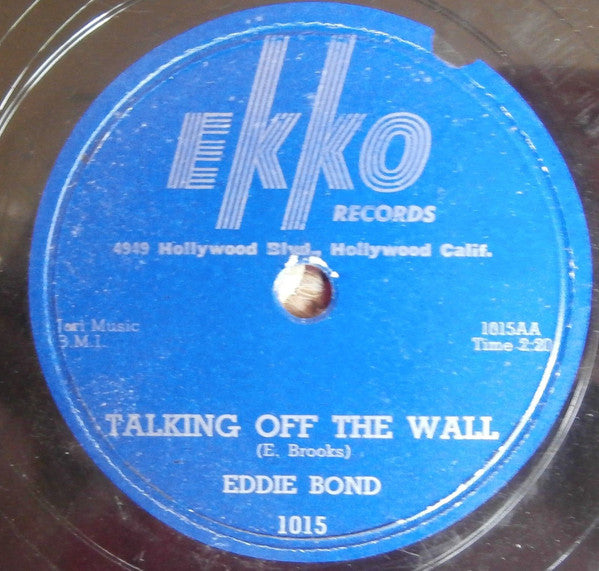 EKKO
RECORDS
4949 Hollywood Blvd., Hollywood Calif.
Music
B.M.I.
1015AA
Time 2:20
TALKING OFF THE WALL
(E. Brooks)
EDDIE BOND
1015